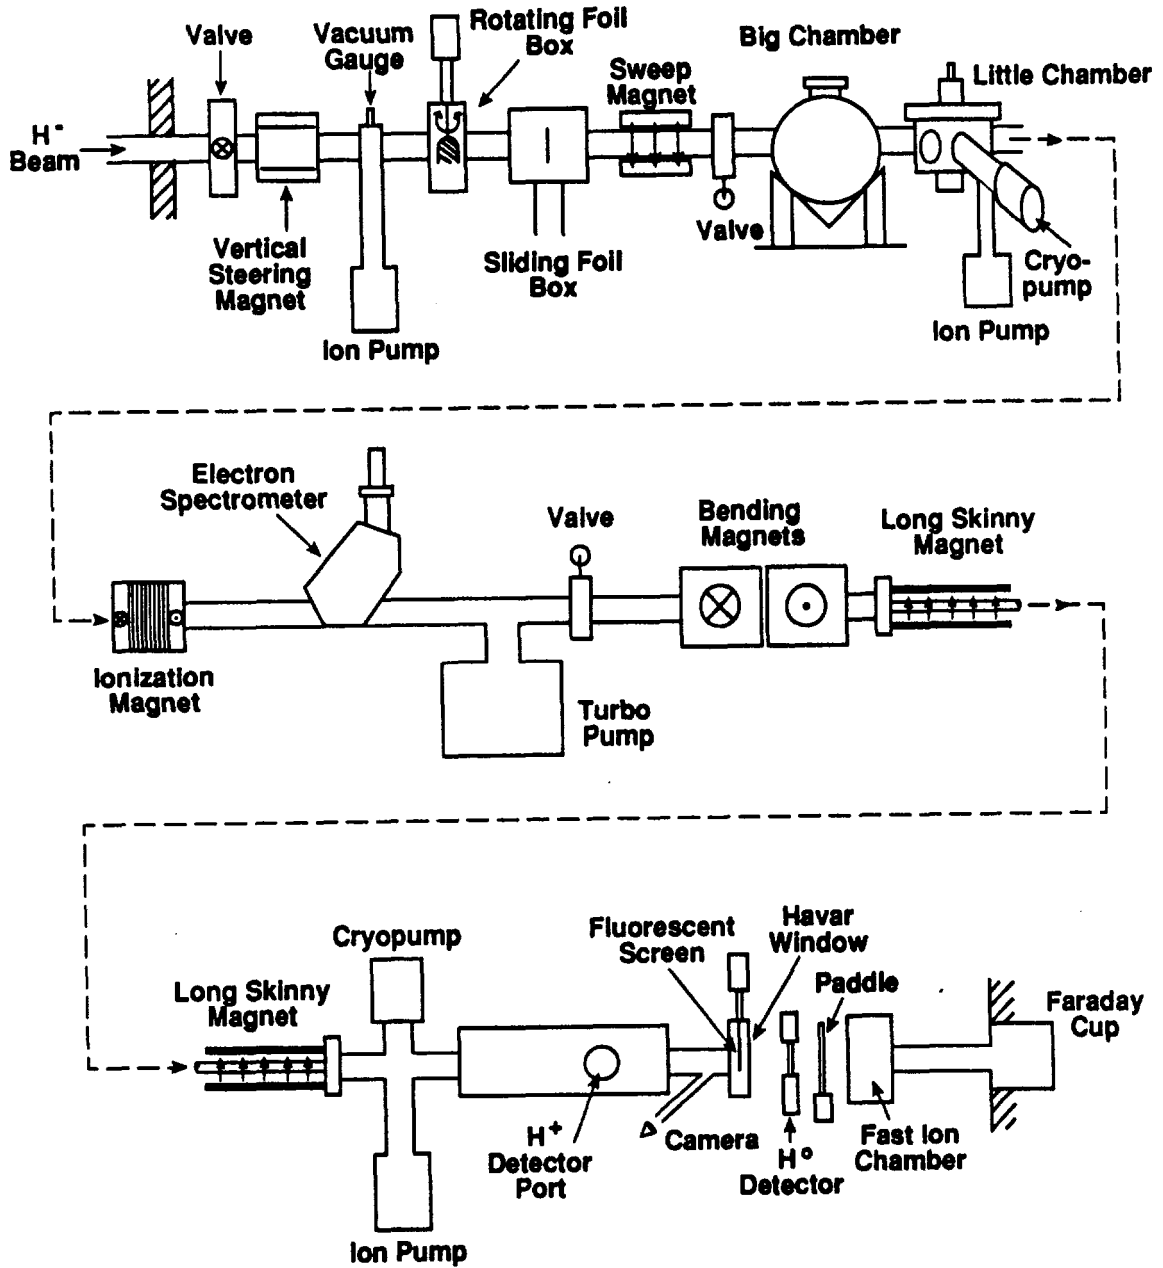 Valve
Vacuum
Gauge
Rotating Foil
Box
Sweep
Magnet
Big Chamber
Little Chamber
H-
Beam
Vertical
Steering
Magnet
Ion Pump
Sliding Foil
Box
Valve
Cryo-
pump
Ion Pump
Electron
Spectrometer
Valve
Bending
Magnets
Long Skinny
Magnet
Ionization
Magnet
Turbo
Pump
Cryopump
Long Skinny
Magnet
Fluorescent
Screen
Havar
Window
Paddle
Faraday
Cup
H+
Detector
Port
Camera
H°
Detector
Fast Ion
Chamber
Ion Pump